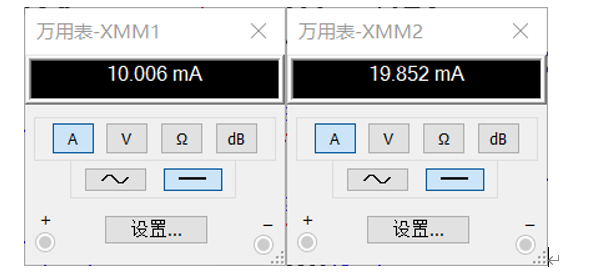 万用表-XMM1
10.006 mA
A V Ω dB
+ 设置... −
万用表-XMM2
19.852 mA
A V Ω dB
+ 设置... −